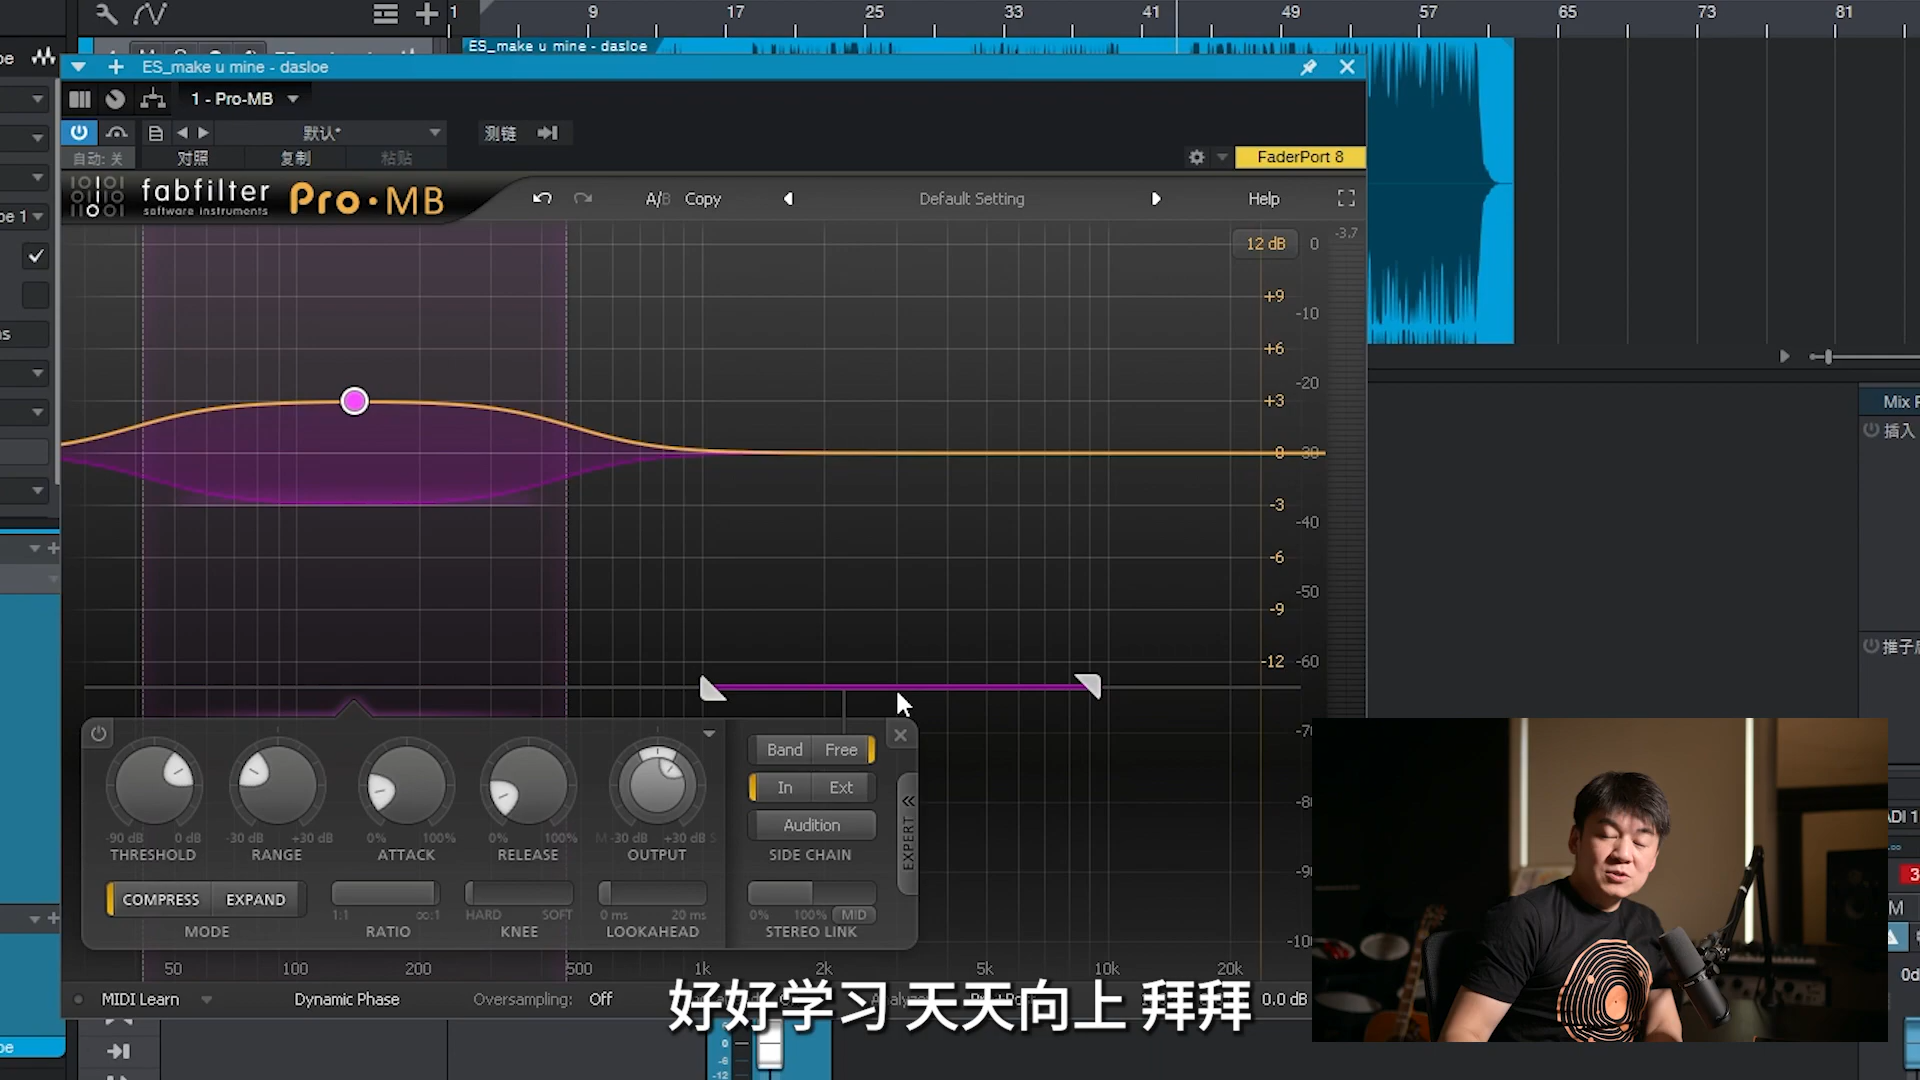 1 9 17 25 33 41 49 57 65 73 81
ES_make u mine - dasloe
ES_make u mine - dasloe
1 - Pro-MB
默认*
测链
自动: 关
对照
复制
粘贴
FaderPort 8
fabfilter
software instruments
Pro·MB
A/B
Copy
Default Setting
Help
12 dB
0
-3.7
+9
-10
+6
-20
+3
0
-30
-3
-40
-6
-50
-9
-12
-60
Mix
插入
Band
Free
In
Ext
Audition
SIDE CHAIN
-90 dB 0 dB
THRESHOLD
-30 dB +30 dB
RANGE
0% 100%
ATTACK
0% 100%
RELEASE
M -30 dB +30 dB S
OUTPUT
EXPERT
COMPRESS
EXPAND
MODE
1:1 ∞:1
RATIO
HARD SOFT
KNEE
0 ms 20 ms
LOOKAHEAD
0% 100% MID
STEREO LINK
50 100 200 500 1k 2k 5k 10k 20k
MIDI Learn
Dynamic Phase
Oversampling: Off
0.0 dB
好好学习 天天向上 拜拜
0
-6
-12